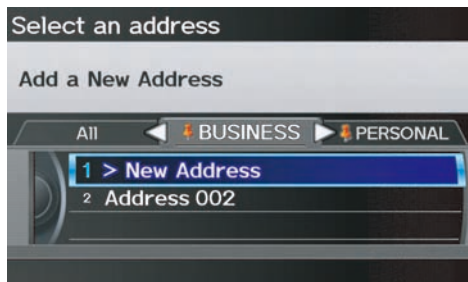 Select an address
Add a New Address
All BUSINESS PERSONAL
1 > New Address
2 Address 002